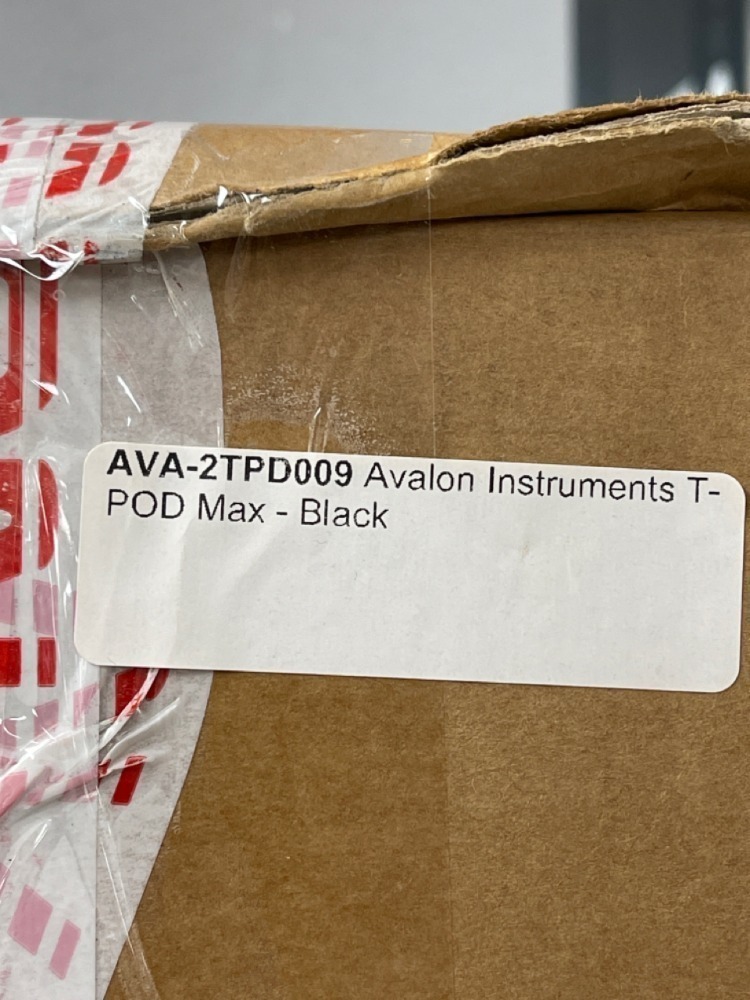 AVA-2TPD009 Avalon Instruments T-
POD Max - Black